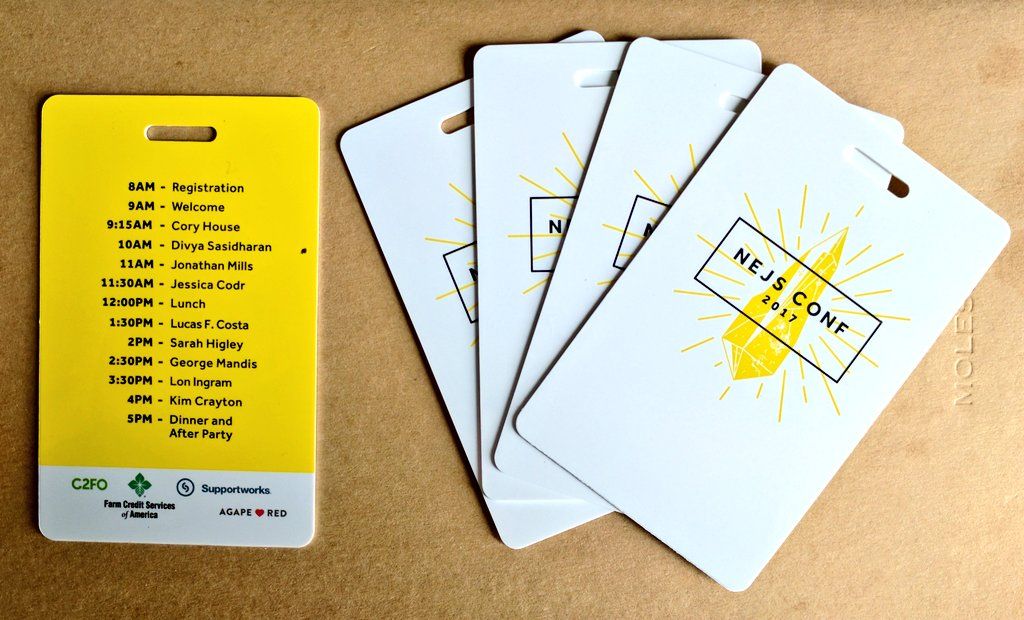 8AM - Registration
9AM - Welcome
9:15AM - Cory House
10AM - Divya Sasidharan
11AM - Jonathan Mills
11:30AM - Jessica Codr
12:00PM - Lunch
1:30PM - Lucas F. Costa
2PM - Sarah Higley
2:30PM - George Mandis
3:30PM - Lon Ingram
4PM - Kim Crayton
5PM - Dinner and
After Party
C2FO
Farm Credit Services
of America
Supportworks
AGAPE RED
N
N
NEJS CONF
2017
MOLES